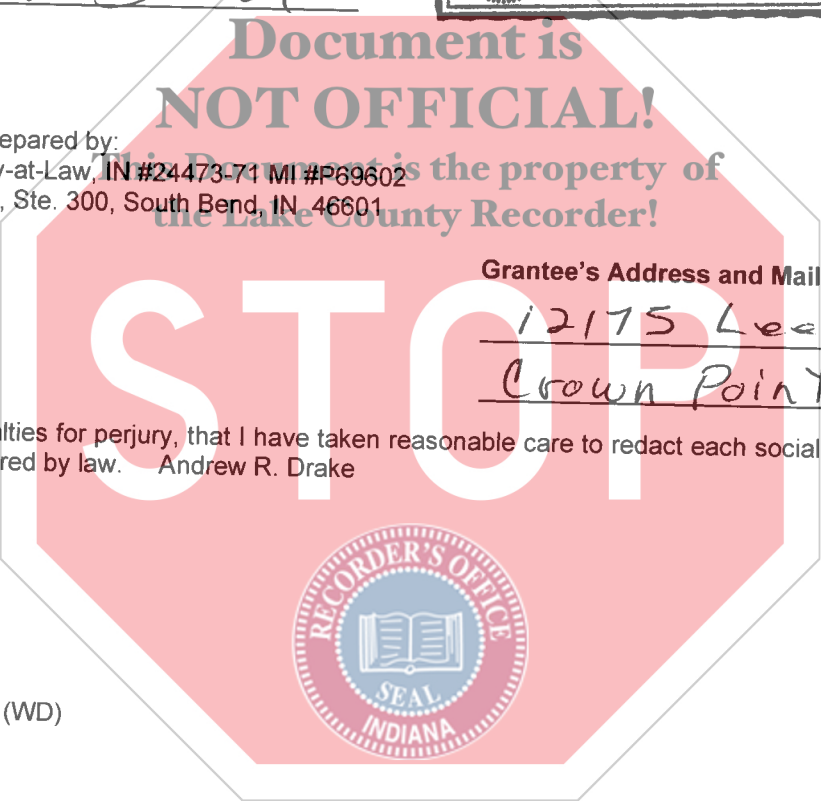 Document is
NOT OFFICIAL!
epared by:
y-at-Law, IN #24473-71 MI #P69602
This Document is the property of
, Ste. 300, South Bend, IN 46601
the Lake County Recorder!
Grantee's Address and Mail
12175 Lee
Crown Point
STOP
lties for perjury, that I have taken reasonable care to redact each social
red by law. Andrew R. Drake
RECORDER'S OFFICE
SEAL
INDIANA
(WD)